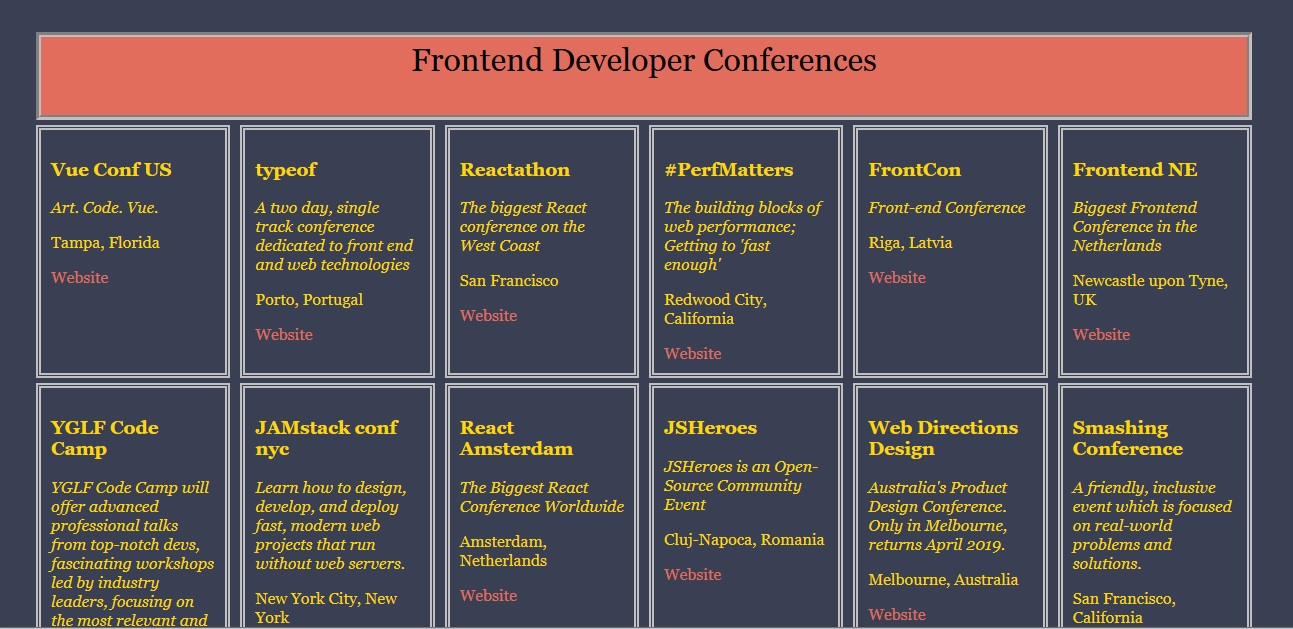 Frontend Developer Conferences
Vue Conf US
Art. Code. Vue.
Tampa, Florida
Website
typeof
A two day, single
track conference
dedicated to front end
and web technologies
Porto, Portugal
Website
Reactathon
The biggest React
conference on the
West Coast
San Francisco
Website
#PerfMatters
The building blocks of
web performance;
Getting to 'fast
enough'
Redwood City,
California
Website
FrontCon
Front-end Conference
Riga, Latvia
Website
Frontend NE
Biggest Frontend
Conference in the
Netherlands
Newcastle upon Tyne,
UK
Website
YGLF Code
Camp
YGLF Code Camp will
offer advanced
professional talks
from top-notch devs,
fascinating workshops
led by industry
leaders, focusing on
the most relevant and
JAMstack conf
nyc
Learn how to design,
develop, and deploy
fast, modern web
projects that run
without web servers.
New York City, New
York
React
Amsterdam
The Biggest React
Conference Worldwide
Amsterdam,
Netherlands
Website
JSHeroes
JSHeroes is an Open-
Source Community
Event
Cluj-Napoca, Romania
Website
Web Directions
Design
Australia's Product
Design Conference.
Only in Melbourne,
returns April 2019.
Melbourne, Australia
Website
Smashing
Conference
A friendly, inclusive
event which is focused
on real-world
problems and
solutions.
San Francisco,
California